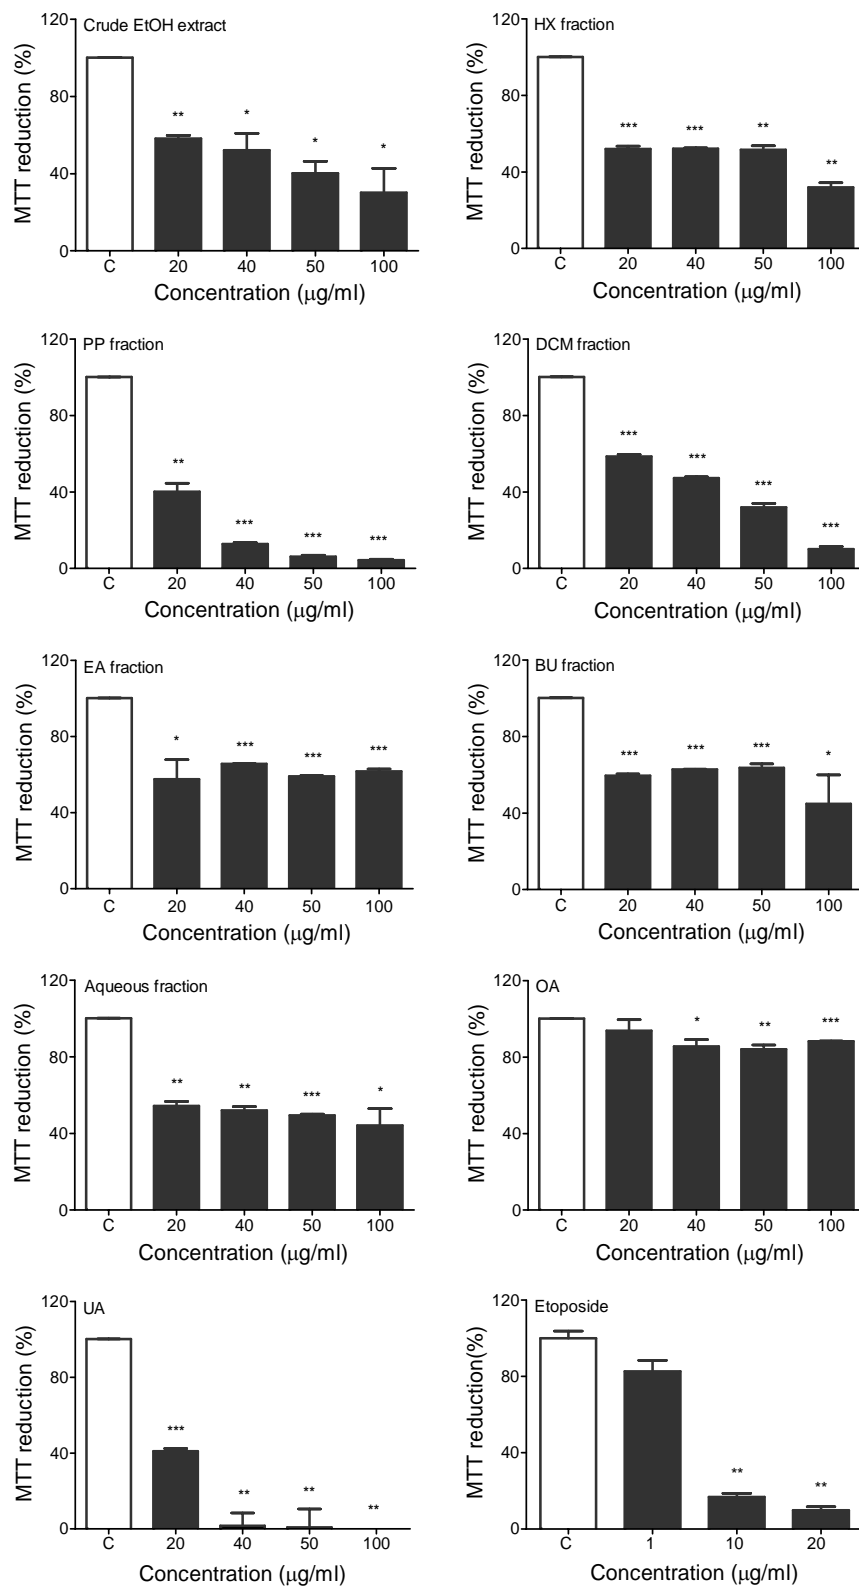 Crude EtOH extract
MTT reduction (%)
120
80
40
0
** * * *
C 20 40 50 100
Concentration (μg/ml)
HX fraction
MTT reduction (%)
120
80
40
0
*** *** ** **
C 20 40 50 100
Concentration (μg/ml)
PP fraction
MTT reduction (%)
120
80
40
0
** *** *** ***
C 20 40 50 100
Concentration (μg/ml)
DCM fraction
MTT reduction (%)
120
80
40
0
*** *** *** ***
C 20 40 50 100
Concentration (μg/ml)
EA fraction
MTT reduction (%)
120
80
40
0
* *** *** ***
C 20 40 50 100
Concentration (μg/ml)
BU fraction
MTT reduction (%)
120
80
40
0
*** *** *** *
C 20 40 50 100
Concentration (μg/ml)
Aqueous fraction
MTT reduction (%)
120
80
40
0
** ** *** *
C 20 40 50 100
Concentration (μg/ml)
OA
MTT reduction (%)
120
80
40
0
* ** ***
C 20 40 50 100
Concentration (μg/ml)
UA
MTT reduction (%)
120
80
40
0
*** ** ** **
C 20 40 50 100
Concentration (μg/ml)
Etoposide
MTT reduction(%)
120
80
40
0
** **
C 1 10 20
Concentration (μg/ml)